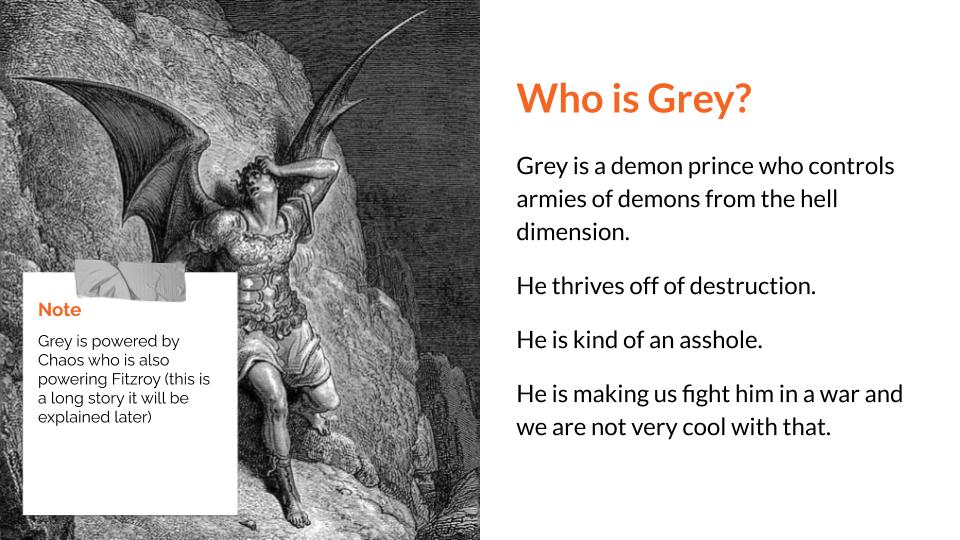 Who is Grey?
Grey is a demon prince who controls
armies of demons from the hell
dimension.
He thrives off of destruction.
He is kind of an asshole.
He is making us fight him in a war and
we are not very cool with that.
Note
Grey is powered by
Chaos who is also
powering Fitzroy (this is
a long story it will be
explained later)